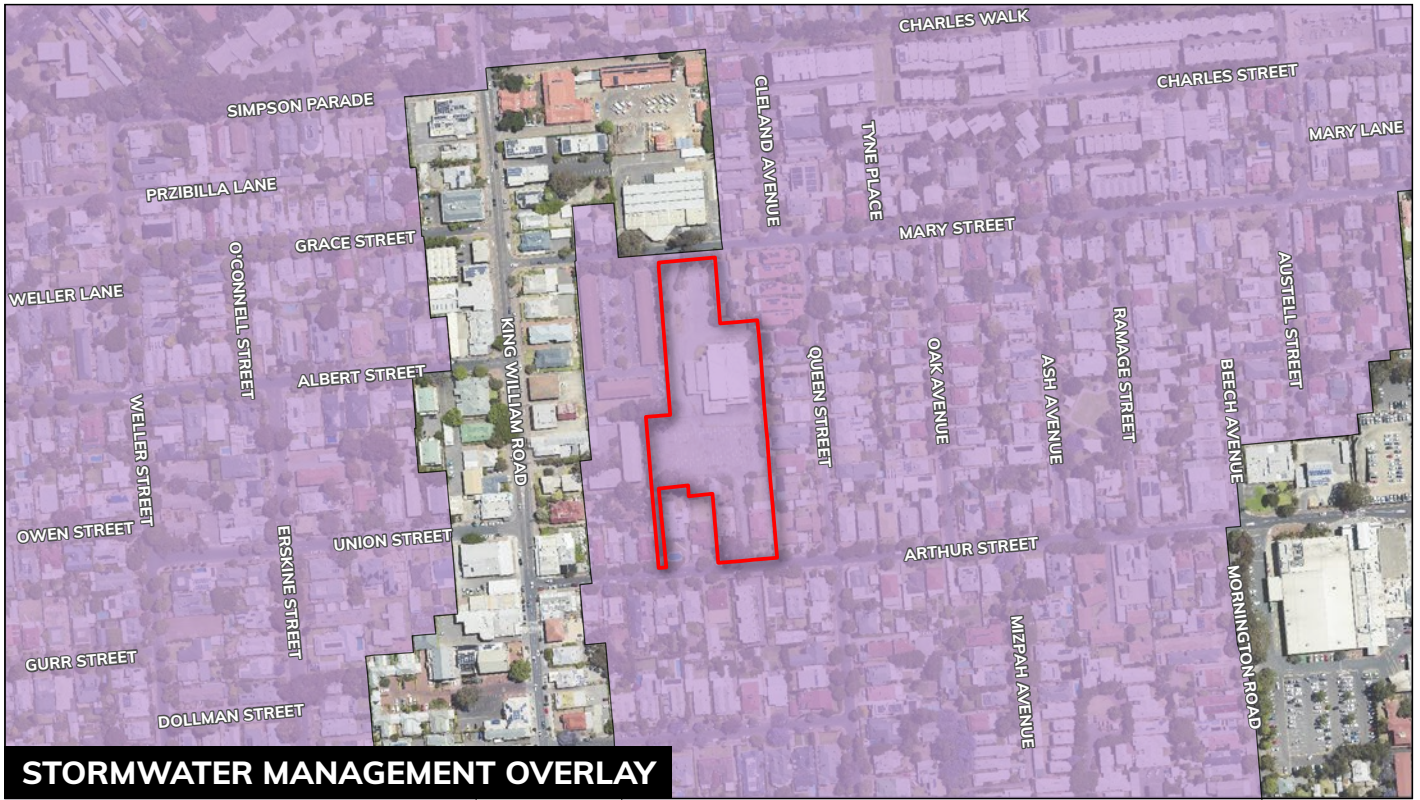 CHARLES WALK
CHARLES STREET
SIMPSON PARADE
CLELAND AVENUE
TYNE PLACE
MARY LANE
PRZIBILLA LANE
GRACE STREET
MARY STREET
WELLER LANE
O'CONNELL STREET
AUSTELL STREET
KING WILLIAM ROAD
ALBERT STREET
QUEEN STREET
OAK AVENUE
ASH AVENUE
RAMAGE STREET
BEECH AVENUE
WELLER STREET
OWEN STREET
ERSKINE STREET
UNION STREET
ARTHUR STREET
MORNINGTON ROAD
MIZPAH AVENUE
GURR STREET
DOLLMAN STREET
STORMWATER MANAGEMENT OVERLAY